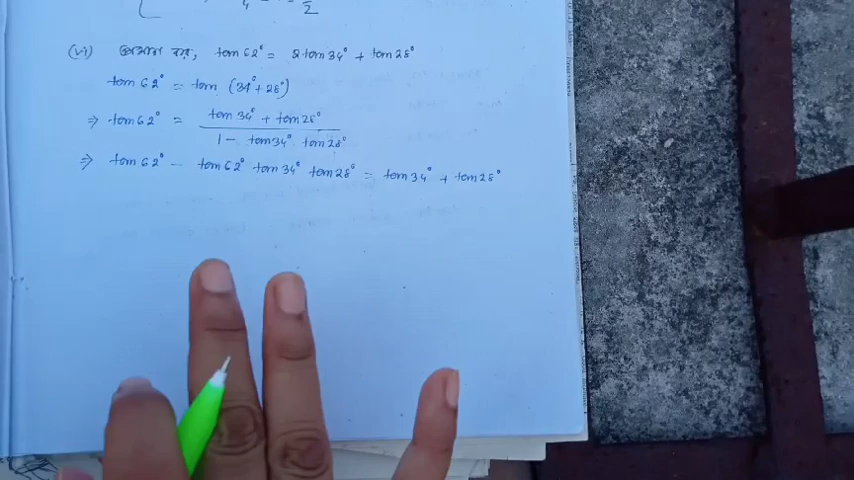 2
(vi) প্রমাণ কর, tan 62° = 2 tan 34° + tan 28°
tan 62° = tan (34° + 28°)
⇒ tan 62° = (tan 34° + tan 28°) / (1 - tan 34° tan 28°)
⇒ tan 62° - tan 62° tan 34° tan 28° = tan 34° + tan 28°